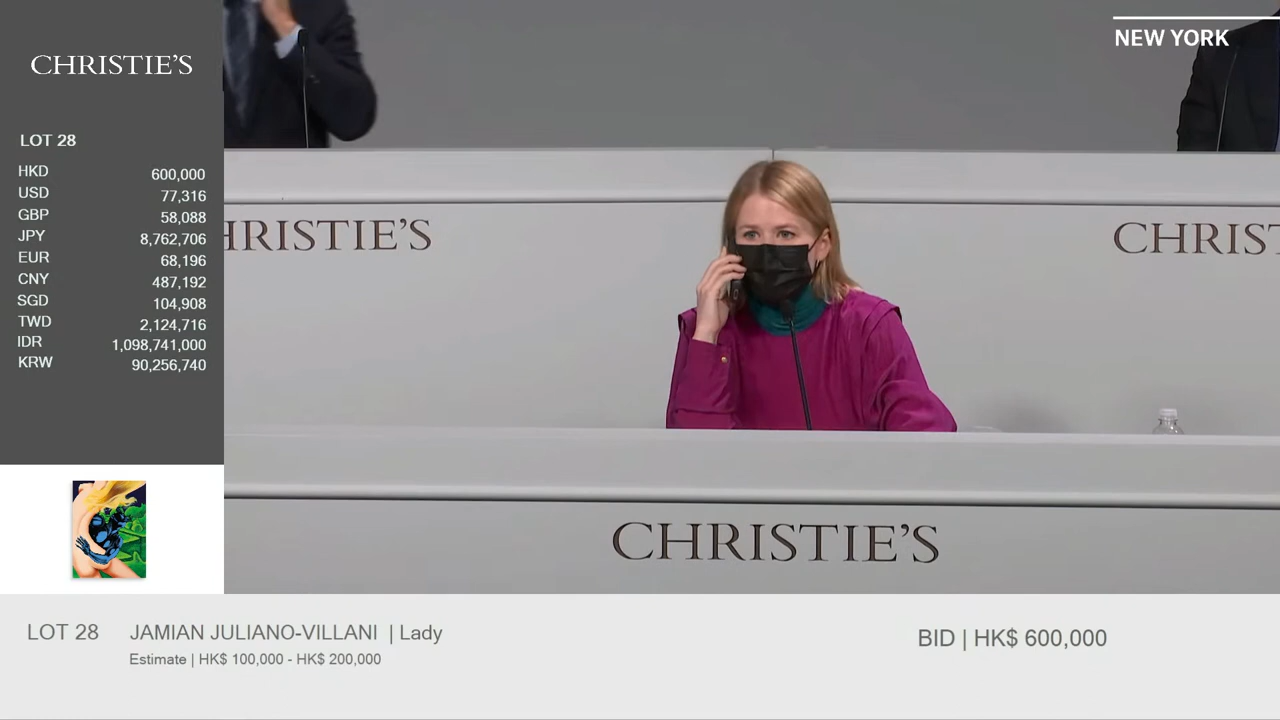 CHRISTIE'S
LOT 28
HKD 600,000
USD 77,316
GBP 58,088
JPY 8,762,706
EUR 68,196
CNY 487,192
SGD 104,908
TWD 2,124,716
IDR 1,098,741,000
KRW 90,256,740
NEW YORK
HRISTIE'S
CHRIST
CHRISTIE'S
LOT 28 JAMIAN JULIANO-VILLANI | Lady
Estimate | HK$ 100,000 - HK$ 200,000
BID | HK$ 600,000